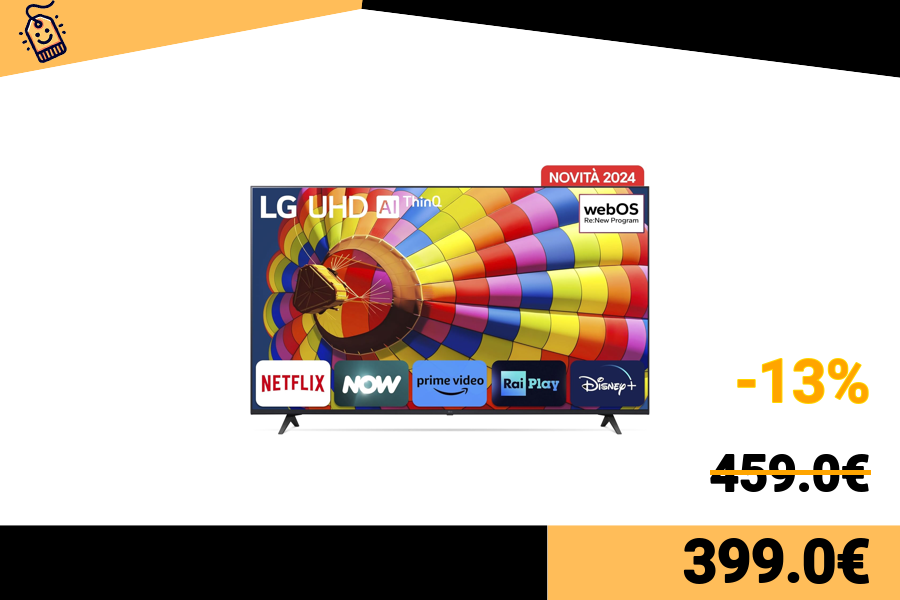 NOVITÀ 2024
LG UHD AI ThinQ
webOS
Re:New Program
NETFLIX
NOW
prime video
Rai Play
Disney+
-13%
459.0€
399.0€